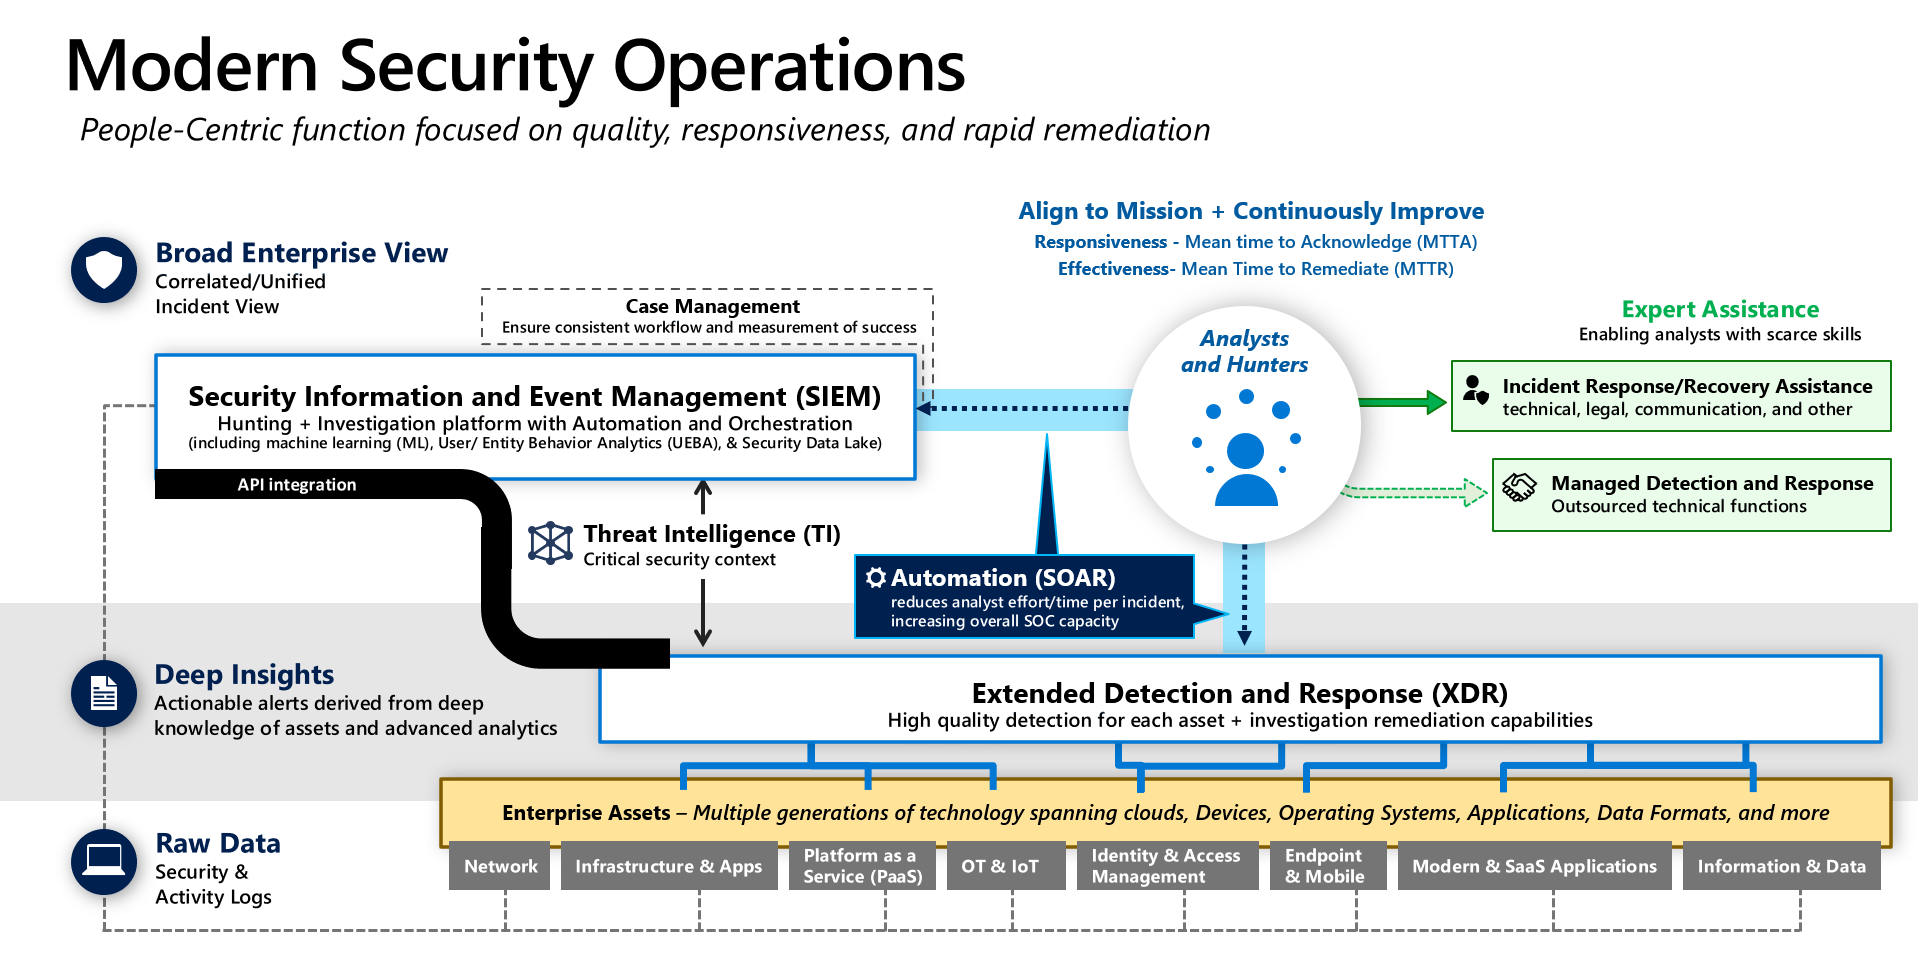 Modern Security Operations
People-Centric function focused on quality, responsiveness, and rapid remediation
Align to Mission + Continuously Improve
Responsiveness - Mean time to Acknowledge (MTTA)
Effectiveness- Mean Time to Remediate (MTTR)
Broad Enterprise View
Correlated/Unified
Incident View
Case Management
Ensure consistent workflow and measurement of success
Expert Assistance
Enabling analysts with scarce skills
Analysts
and Hunters
Security Information and Event Management (SIEM)
Hunting + Investigation platform with Automation and Orchestration
(including machine learning (ML), User/ Entity Behavior Analytics (UEBA), & Security Data Lake)
Incident Response/Recovery Assistance
technical, legal, communication, and other
API integration
Managed Detection and Response
Outsourced technical functions
Threat Intelligence (TI)
Critical security context
Automation (SOAR)
reduces analyst effort/time per incident,
increasing overall SOC capacity
Deep Insights
Actionable alerts derived from deep
knowledge of assets and advanced analytics
Extended Detection and Response (XDR)
High quality detection for each asset + investigation remediation capabilities
Enterprise Assets – Multiple generations of technology spanning clouds, Devices, Operating Systems, Applications, Data Formats, and more
Raw Data
Security &
Activity Logs
Network
Infrastructure & Apps
Platform as a
Service (PaaS)
OT & IoT
Identity & Access
Management
Endpoint
& Mobile
Modern & SaaS Applications
Information & Data